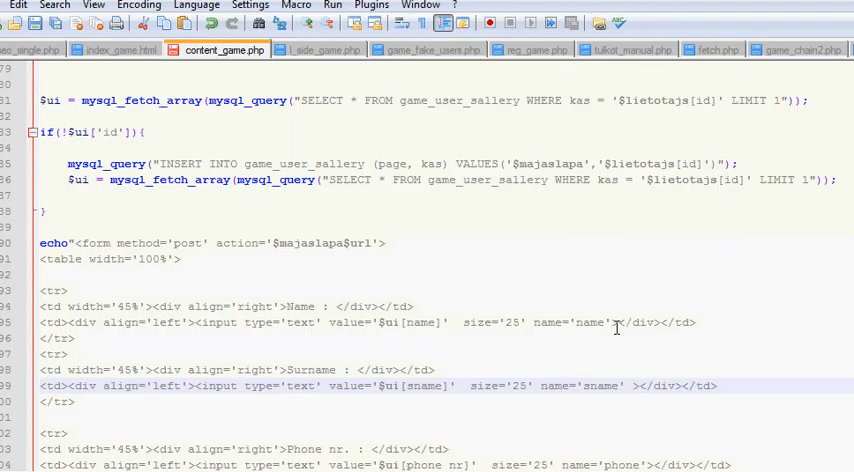 Edit Search View Encoding Language Settings Macro Run Plugins Window ?
eo_single.php index_game.html content_game.php l_side_game.php game_fake_users.php reg_game.php tulkot_manual.php fetch.php game_chain2.php
79
80
81 $ui = mysql_fetch_array(mysql_query("SELECT * FROM game_user_sallery WHERE kas = '$lietotajs[id]' LIMIT 1"));
82
83 if(!$ui['id']){
84
85 mysql_query("INSERT INTO game_user_sallery (page, kas) VALUES('$majaslapa','$lietotajs[id]')");
86 $ui = mysql_fetch_array(mysql_query("SELECT * FROM game_user_sallery WHERE kas = '$lietotajs[id]' LIMIT 1"));
87
88 }
89
90 echo"<form method='post' action='$majaslapa$url'>
91 <table width='100%'>
92
93 <tr>
94 <td width='45%'><div align='right'>Name : </div></td>
95 <td><div align='left'><input type='text' value='$ui[name]' size='25' name='name'></div></td>
96 </tr>
97 <tr>
98 <td width='45%'><div align='right'>Surname : </div></td>
99 <td><div align='left'><input type='text' value='$ui[sname]' size='25' name='sname' ></div></td>
00 </tr>
01
02 <tr>
03 <td width='45%'><div align='right'>Phone nr. : </div></td>
04 <td><div align='left'><input type='text' value='$ui[phone nr]' size='25' name='phone'></div></td>